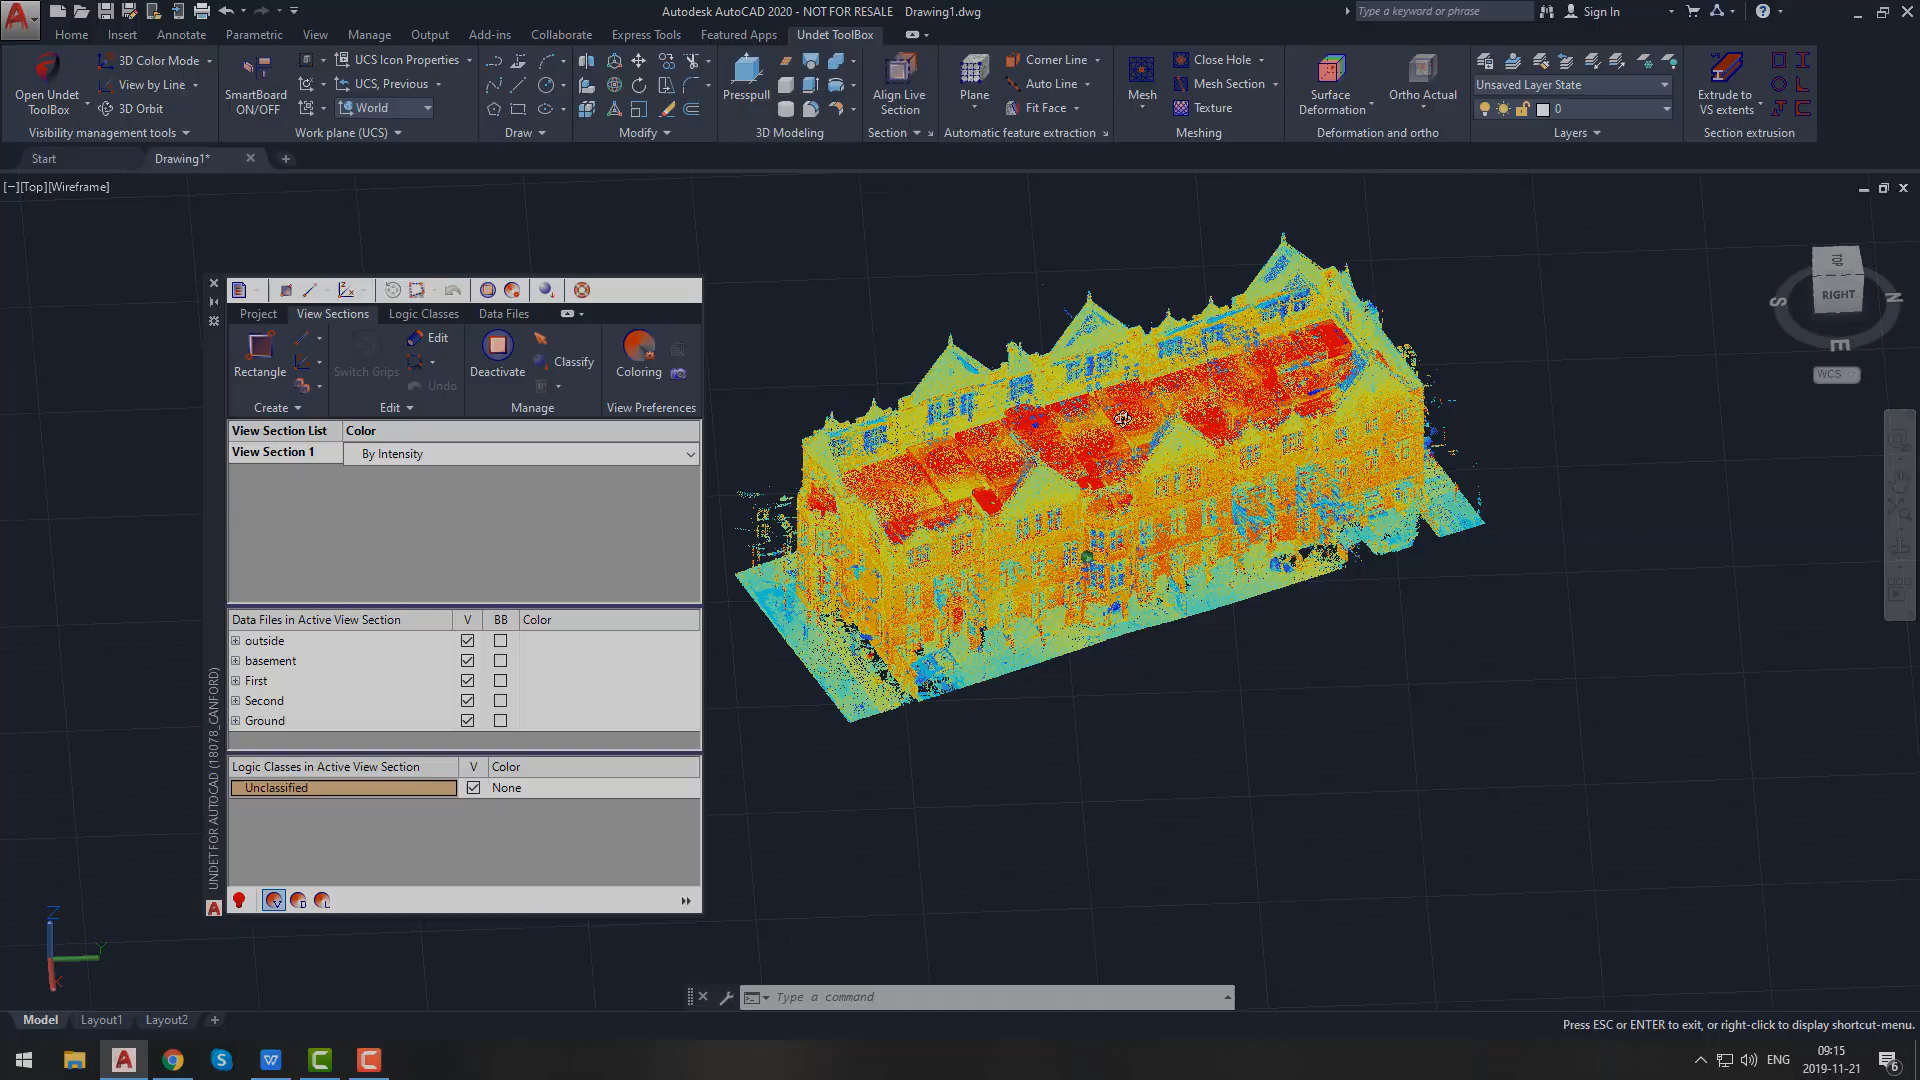 Autodesk AutoCAD 2020 - NOT FOR RESALE Drawing1.dwg
Type a keyword or phrase
Sign In
Home Insert Annotate Parametric View Manage Output Add-ins Collaborate Express Tools Featured Apps Undet ToolBox
Open Undet ToolBox
3D Color Mode
View by Line
3D Orbit
Visibility management tools
SmartBoard ON/OFF
UCS Icon Properties
UCS, Previous
World
Work plane (UCS)
Draw
Modify
Presspull
3D Modeling
Align Live Section
Section
Plane
Corner Line
Auto Line
Fit Face
Automatic feature extraction
Mesh
Close Hole
Mesh Section
Texture
Meshing
Surface Deformation
Ortho Actual
Deformation and ortho
Unsaved Layer State
0
Layers
Extrude to VS extents
Section extrusion
Start
Drawing1*
[−][Top][Wireframe]
TOP
RIGHT
S
N
E
WCS
Project View Sections Logic Classes Data Files
Rectangle
Create
Switch Grips
Edit
Undo
Edit
Deactivate
Classify
Manage
Coloring
View Preferences
View Section List Color
View Section 1 By Intensity
Data Files in Active View Section V BB Color
outside
basement
First
Second
Ground
Logic Classes in Active View Section V Color
Unclassified None
UNDET FOR AUTOCAD (18078_CANFORD)
Z
Y
X
Type a command
Model Layout1 Layout2
Press ESC or ENTER to exit, or right-click to display shortcut-menu.
ENG
09:15
2019-11-21
6